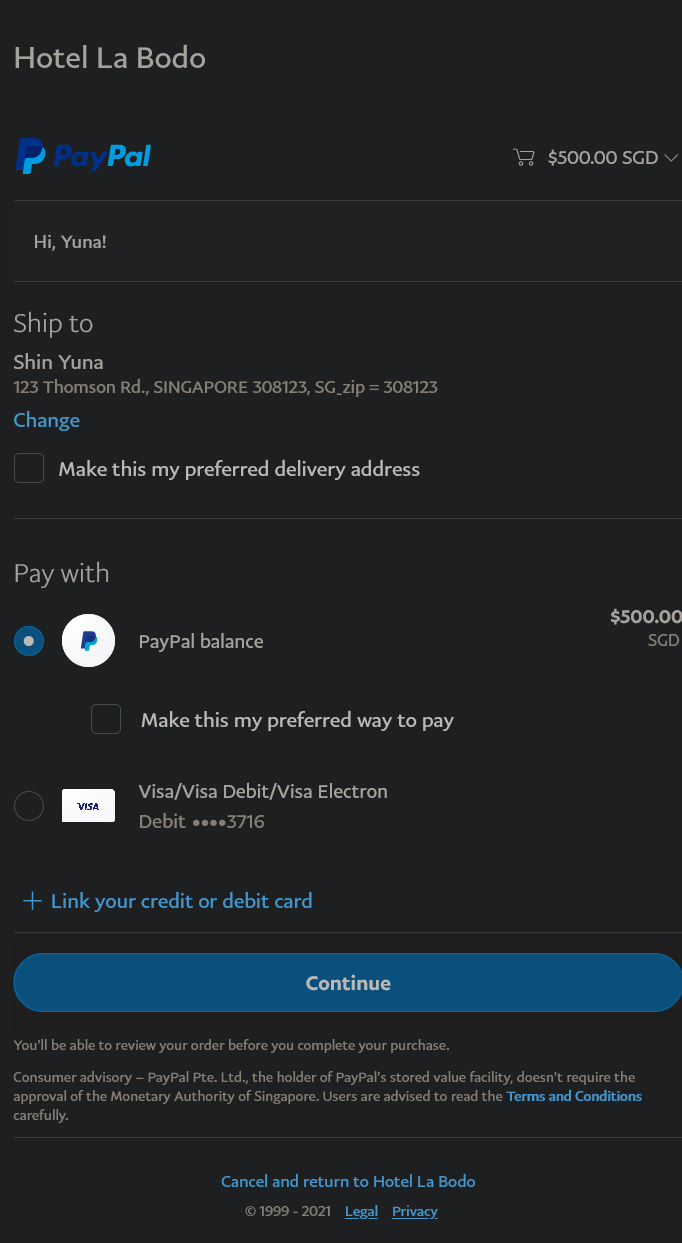 Hotel La Bodo
PayPal
$500.00 SGD
Hi, Yuna!
Ship to
Shin Yuna
123 Thomson Rd., SINGAPORE 308123, SG_zip = 308123
Change
Make this my preferred delivery address
Pay with
$500.00
PayPal balance
SGD
Make this my preferred way to pay
Visa/Visa Debit/Visa Electron
VISA
Debit ••••3716
Link your credit or debit card
Continue
You'll be able to review your order before you complete your purchase.
Consumer advisory – PayPal Pte. Ltd., the holder of PayPal's stored value facility, doesn't require the
approval of the Monetary Authority of Singapore. Users are advised to read the Terms and Conditions
carefully.
Cancel and return to Hotel La Bodo
© 1999 - 2021 Legal Privacy